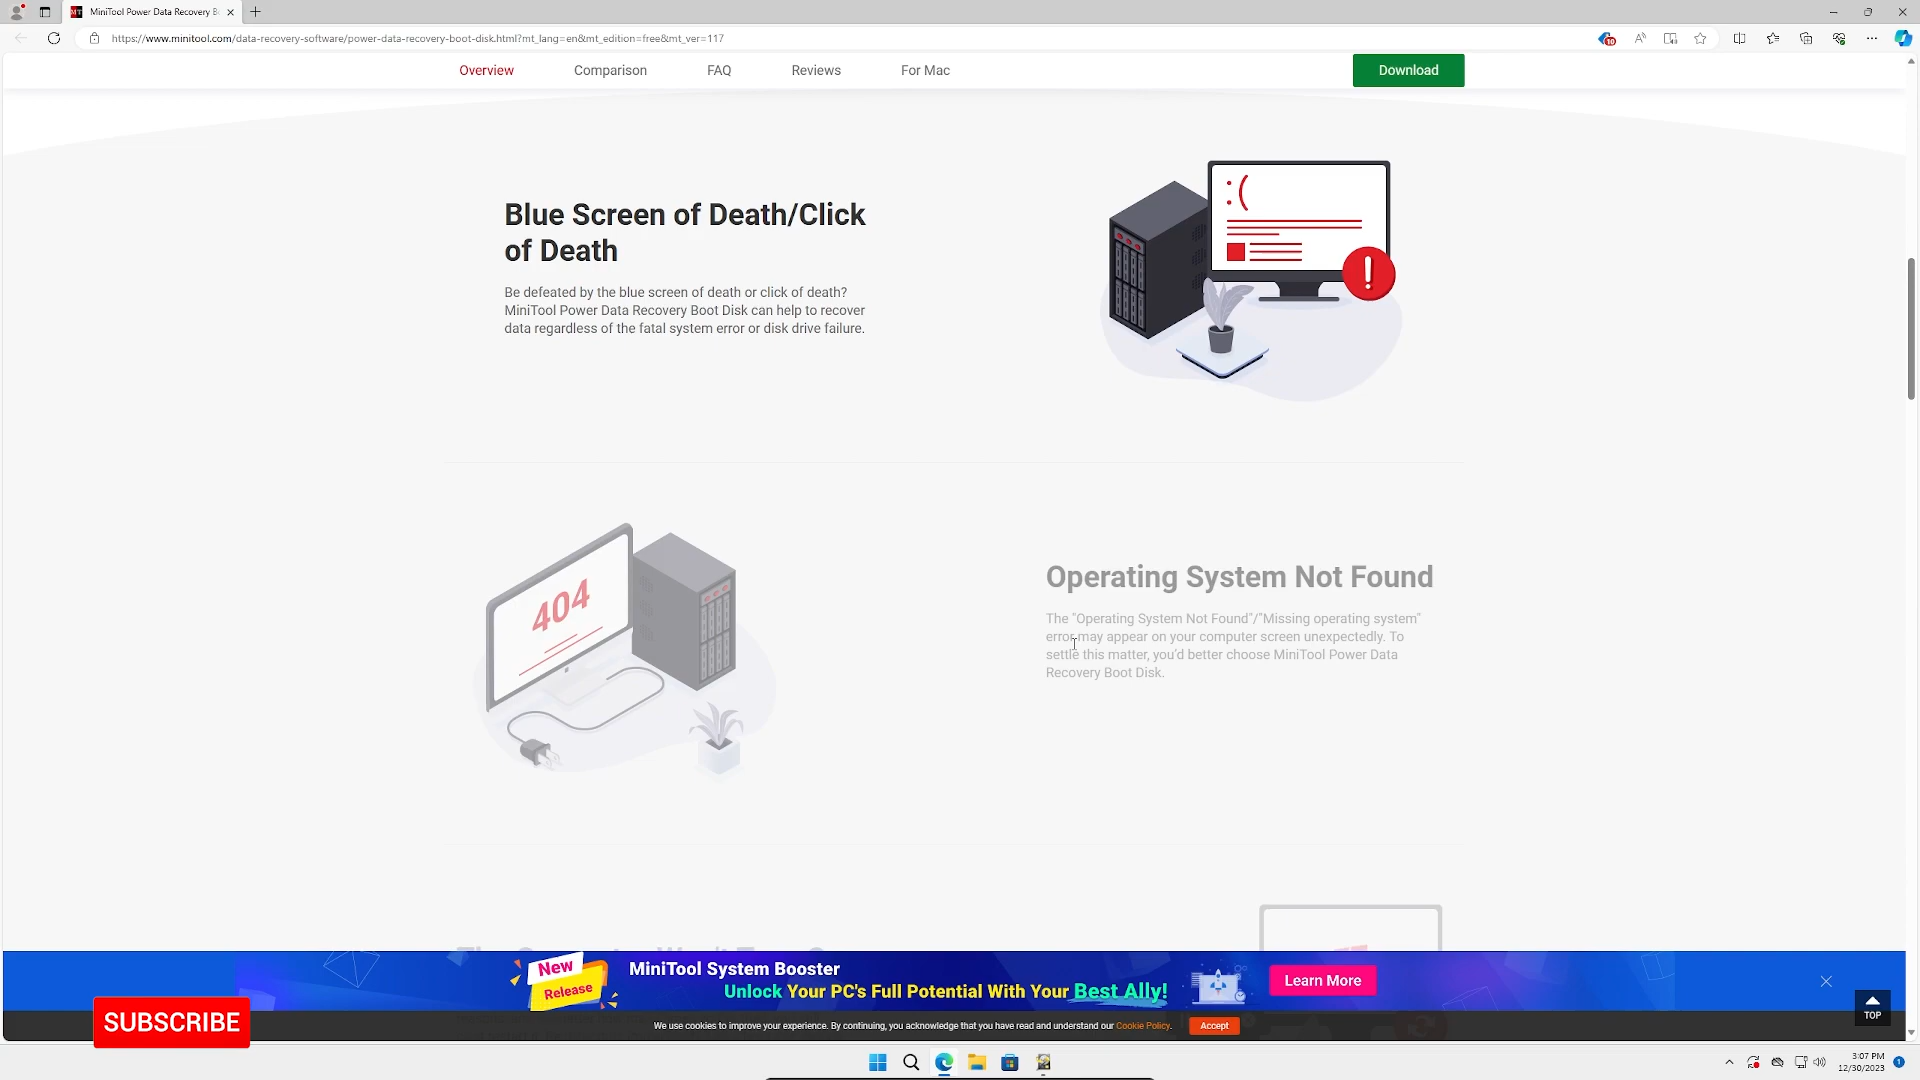 MiniTool Power Data Recovery B
https://www.minitool.com/data-recovery-software/power-data-recovery-boot-disk.html?mt_lang=en&mt_edition=free&mt_ver=117
Overview
Comparison
FAQ
Reviews
For Mac
Download
Blue Screen of Death/Click
of Death
Be defeated by the blue screen of death or click of death?
MiniTool Power Data Recovery Boot Disk can help to recover
data regardless of the fatal system error or disk drive failure.
:(
!
404
Operating System Not Found
The "Operating System Not Found"/"Missing operating system"
error may appear on your computer screen unexpectedly. To
settle this matter, you'd better choose MiniTool Power Data
Recovery Boot Disk.
New
Release
MiniTool System Booster
Unlock Your PC's Full Potential With Your Best Ally!
Learn More
TOP
SUBSCRIBE
We use cookies to improve your experience. By continuing, you acknowledge that you have read and understand our Cookie Policy.
Accept
3:07 PM
12/30/2023